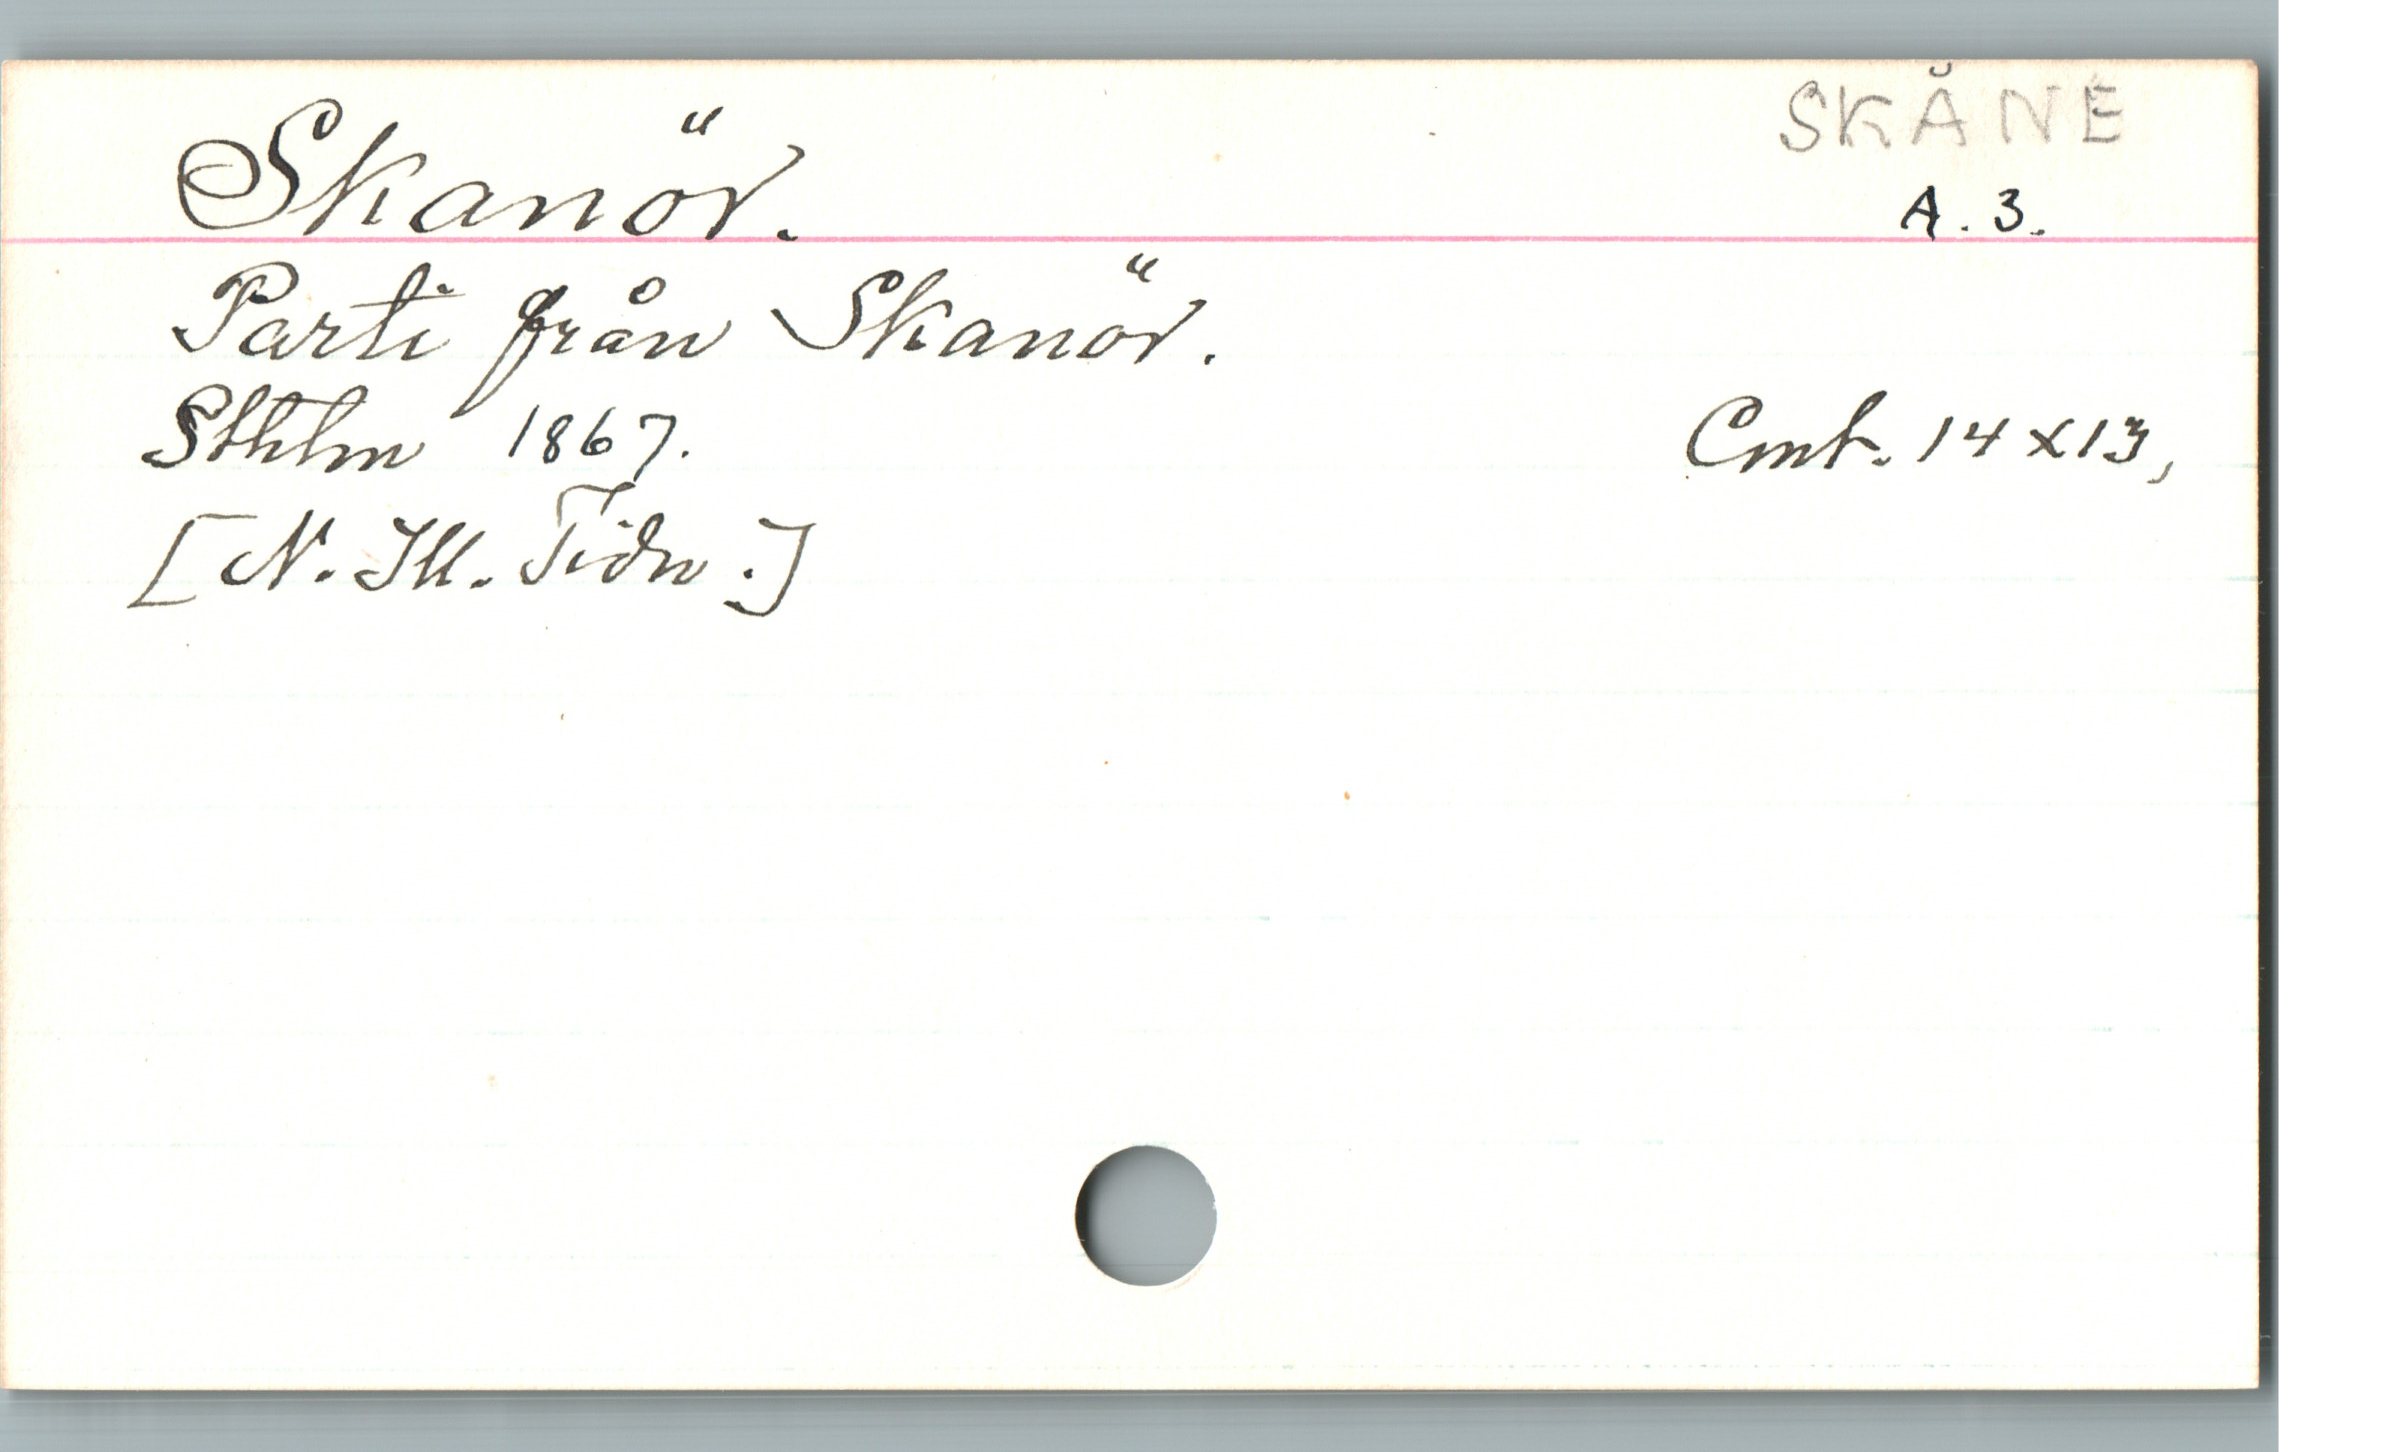 SKÅNE
Skanör.
A. 3.
Parti från Skanör.
Sthlm 1867.
Cmt. 14 x 13,
[N. Ill. Tidn.]